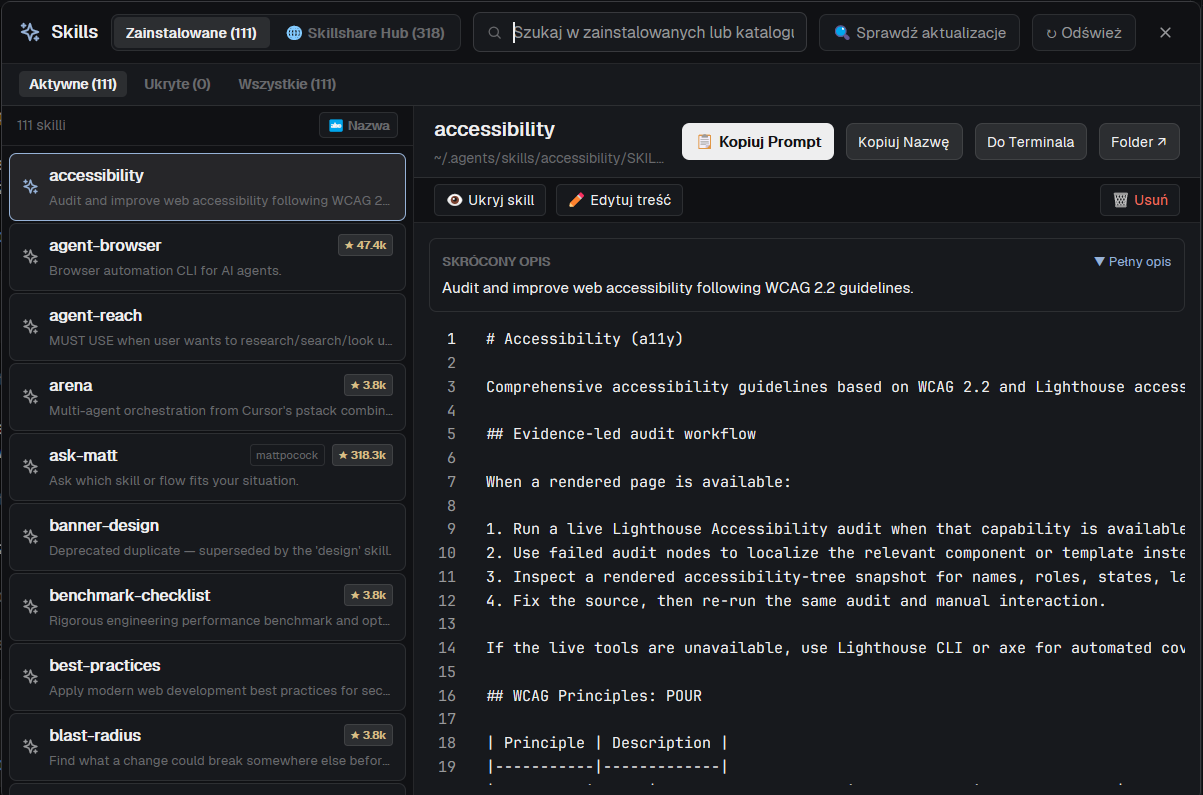 Skills
Zainstalowane (111)
Skillshare Hub (318)
Szukaj w zainstalowanych lub katalogu
Sprawdź aktualizacje
↻ Odśwież
×
Aktywne (111)
Ukryte (0)
Wszystkie (111)
111 skilli
Nazwa
accessibility
Audit and improve web accessibility following WCAG 2...
agent-browser
★ 47.4k
Browser automation CLI for AI agents.
agent-reach
MUST USE when user wants to research/search/look u...
arena
★ 3.8k
Multi-agent orchestration from Cursor's pstack combin...
ask-matt
mattpocock
★ 318.3k
Ask which skill or flow fits your situation.
banner-design
Deprecated duplicate — superseded by the 'design' skill.
benchmark-checklist
★ 3.8k
Rigorous engineering performance benchmark and opt...
best-practices
Apply modern web development best practices for sec...
blast-radius
★ 3.8k
Find what a change could break somewhere else befor...
accessibility
~/.agents/skills/accessibility/SKIL...
Kopiuj Prompt
Kopiuj Nazwę
Do Terminala
Folder ↗
Ukryj skill
Edytuj treść
Usuń
SKRÓCONY OPIS
▼ Pełny opis
Audit and improve web accessibility following WCAG 2.2 guidelines.
1 # Accessibility (a11y)
2
3 Comprehensive accessibility guidelines based on WCAG 2.2 and Lighthouse access
4
5 ## Evidence-led audit workflow
6
7 When a rendered page is available:
8
9 1. Run a live Lighthouse Accessibility audit when that capability is available
10 2. Use failed audit nodes to localize the relevant component or template inste
11 3. Inspect a rendered accessibility-tree snapshot for names, roles, states, la
12 4. Fix the source, then re-run the same audit and manual interaction.
13
14 If the live tools are unavailable, use Lighthouse CLI or axe for automated cov
15
16 ## WCAG Principles: POUR
17
18 | Principle | Description |
19 |-----------|-------------|